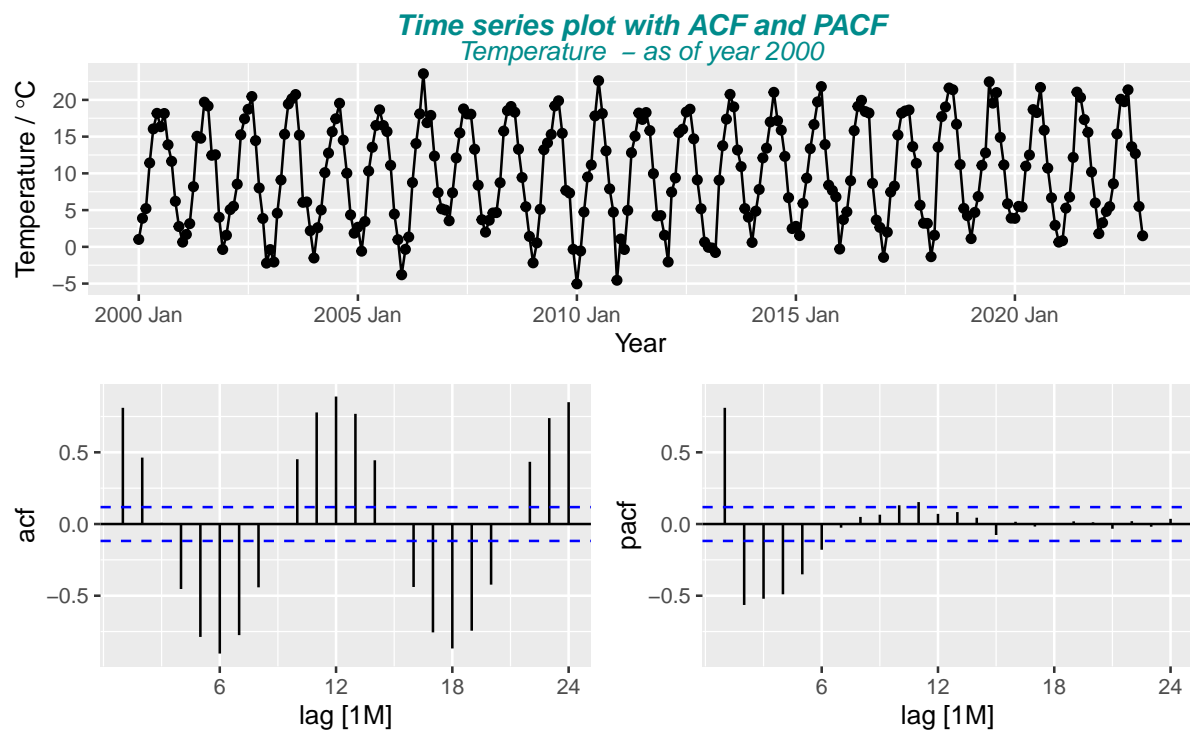 Time series plot with ACF and PACF
Temperature – as of year 2000
Temperature / °C
20
15
10
5
0
−5
2000 Jan
2005 Jan
2010 Jan
2015 Jan
2020 Jan
Year
acf
0.5
0.0
−0.5
6
12
18
24
lag [1M]
pacf
0.5
0.0
−0.5
6
12
18
24
lag [1M]